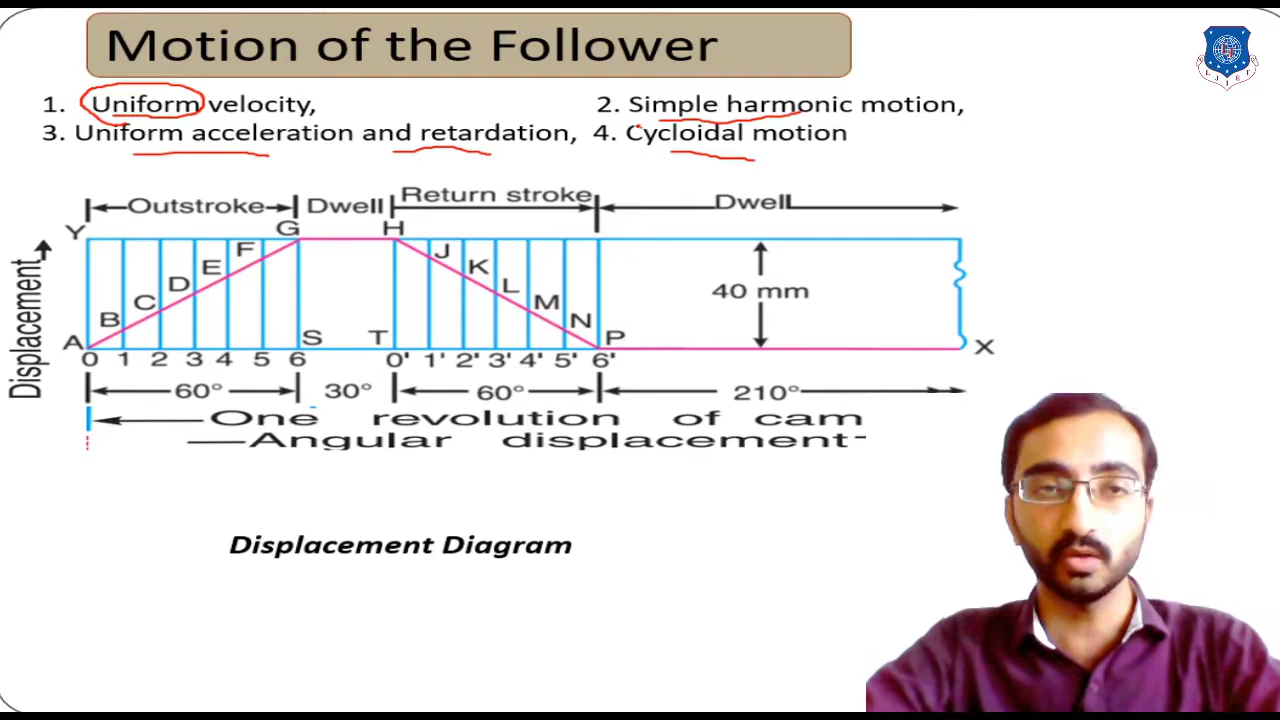 Motion of the Follower
LJIET
1. Uniform velocity, 2. Simple harmonic motion,
3. Uniform acceleration and retardation, 4. Cycloidal motion
Outstroke Dwell Return stroke Dwell
Y G H
F J
E K
D L 40 mm
C M
B N
Displacement
A S T P X
0 1 2 3 4 5 6 0' 1' 2' 3' 4' 5' 6'
60° 30° 60° 210°
One revolution of cam
Angular displacement
Displacement Diagram